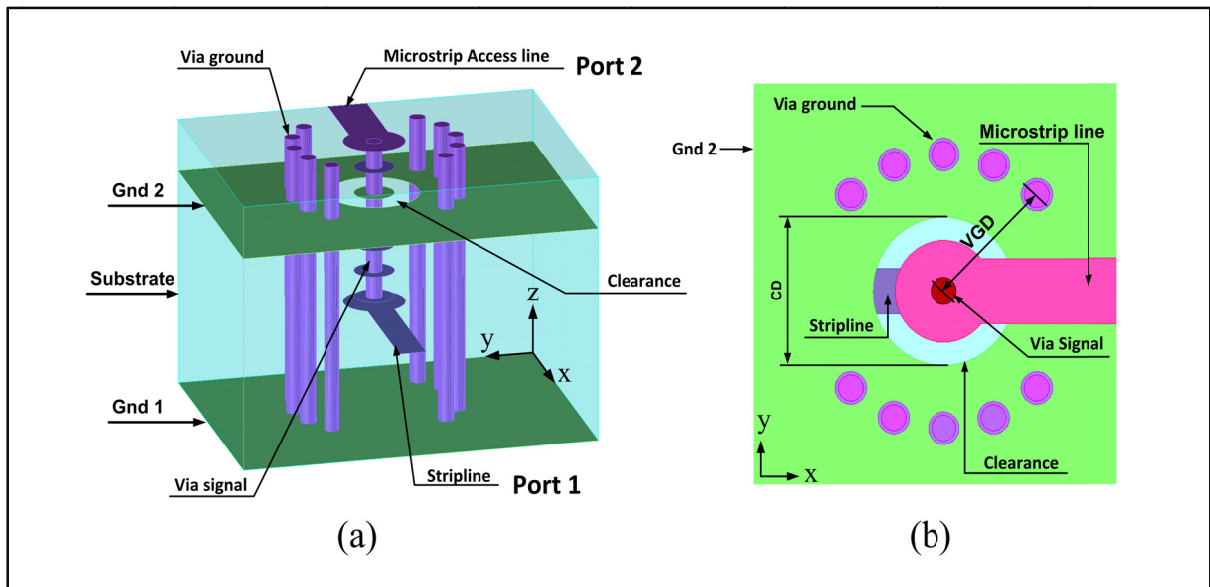 Via ground
Microstrip Access line
Port 2
Gnd 2
Substrate
Clearance
z
y
x
Gnd 1
Stripline
Via signal
Port 1
(a)
Via ground
Gnd 2
Microstrip line
VGD
CD
Stripline
Via Signal
y
x
Clearance
(b)